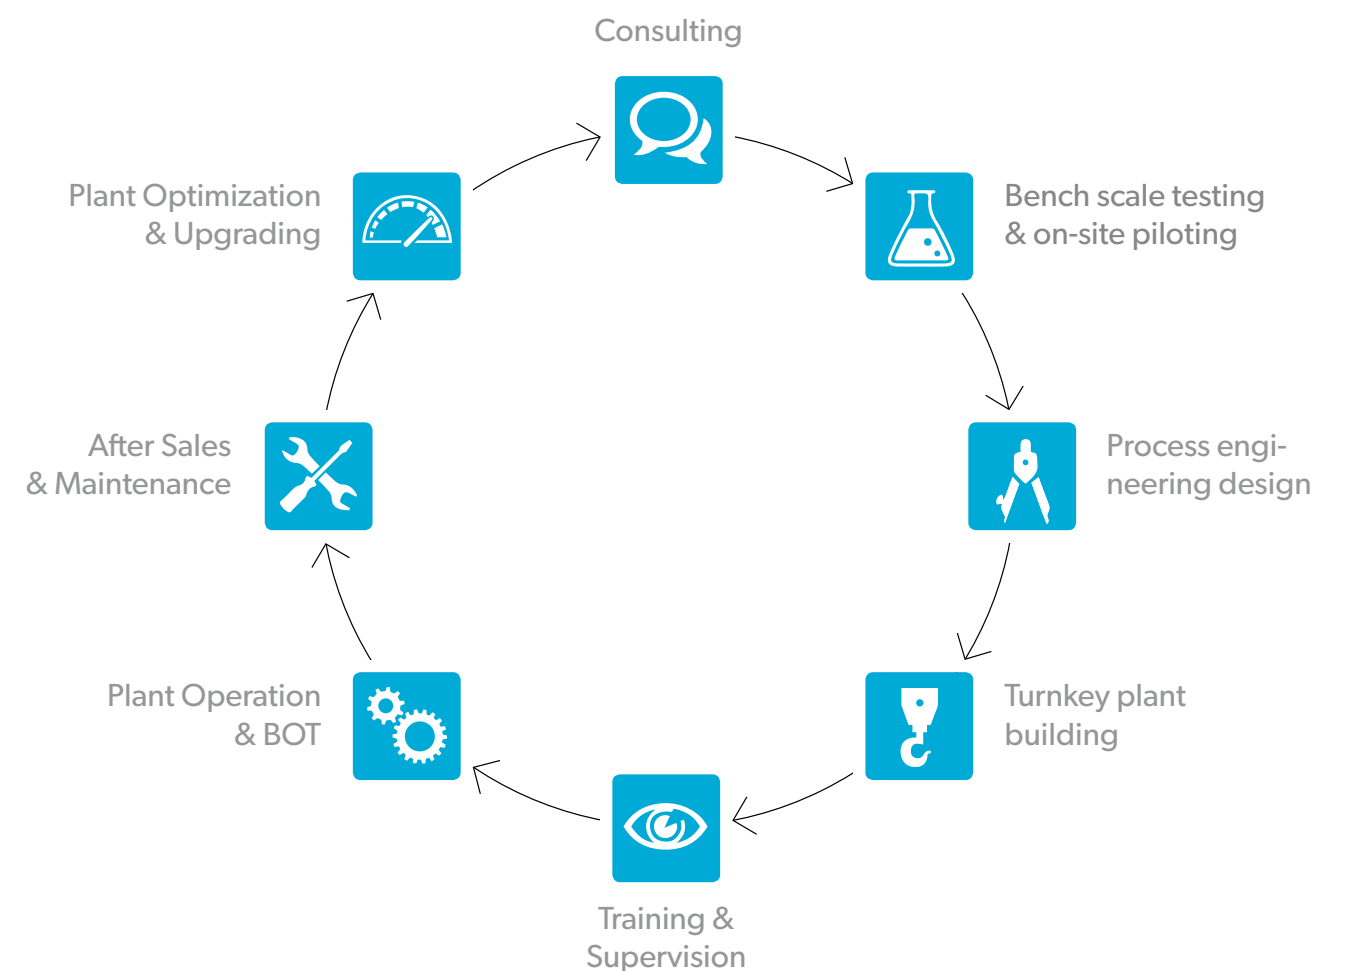 Consulting
Bench scale testing
& on-site piloting
Process engi-
neering design
Turnkey plant
building
Training &
Supervision
Plant Operation
& BOT
After Sales
& Maintenance
Plant Optimization
& Upgrading